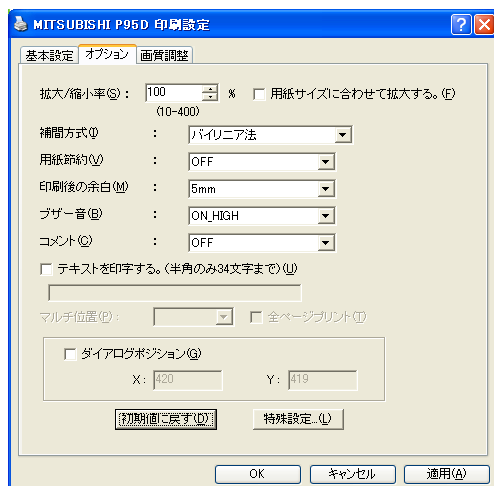 MITSUBISHI P95D 印刷設定
基本設定 オプション 画質調整
拡大/縮小率(S): 100 % 用紙サイズに合わせて拡大する。(F)
(10-400)
補間方式(I) : バイリニア法
用紙節約(V) : OFF
印刷後の余白(M) : 5mm
ブザー音(B) : ON_HIGH
コメント(C) : OFF
テキストを印字する。(半角のみ34文字まで)(U)
マルチ位置(P): 全ページプリント(T)
ダイアログポジション(G)
X: 420 Y: 419
初期値に戻す(D) 特殊設定...(L)
OK キャンセル 適用(A)